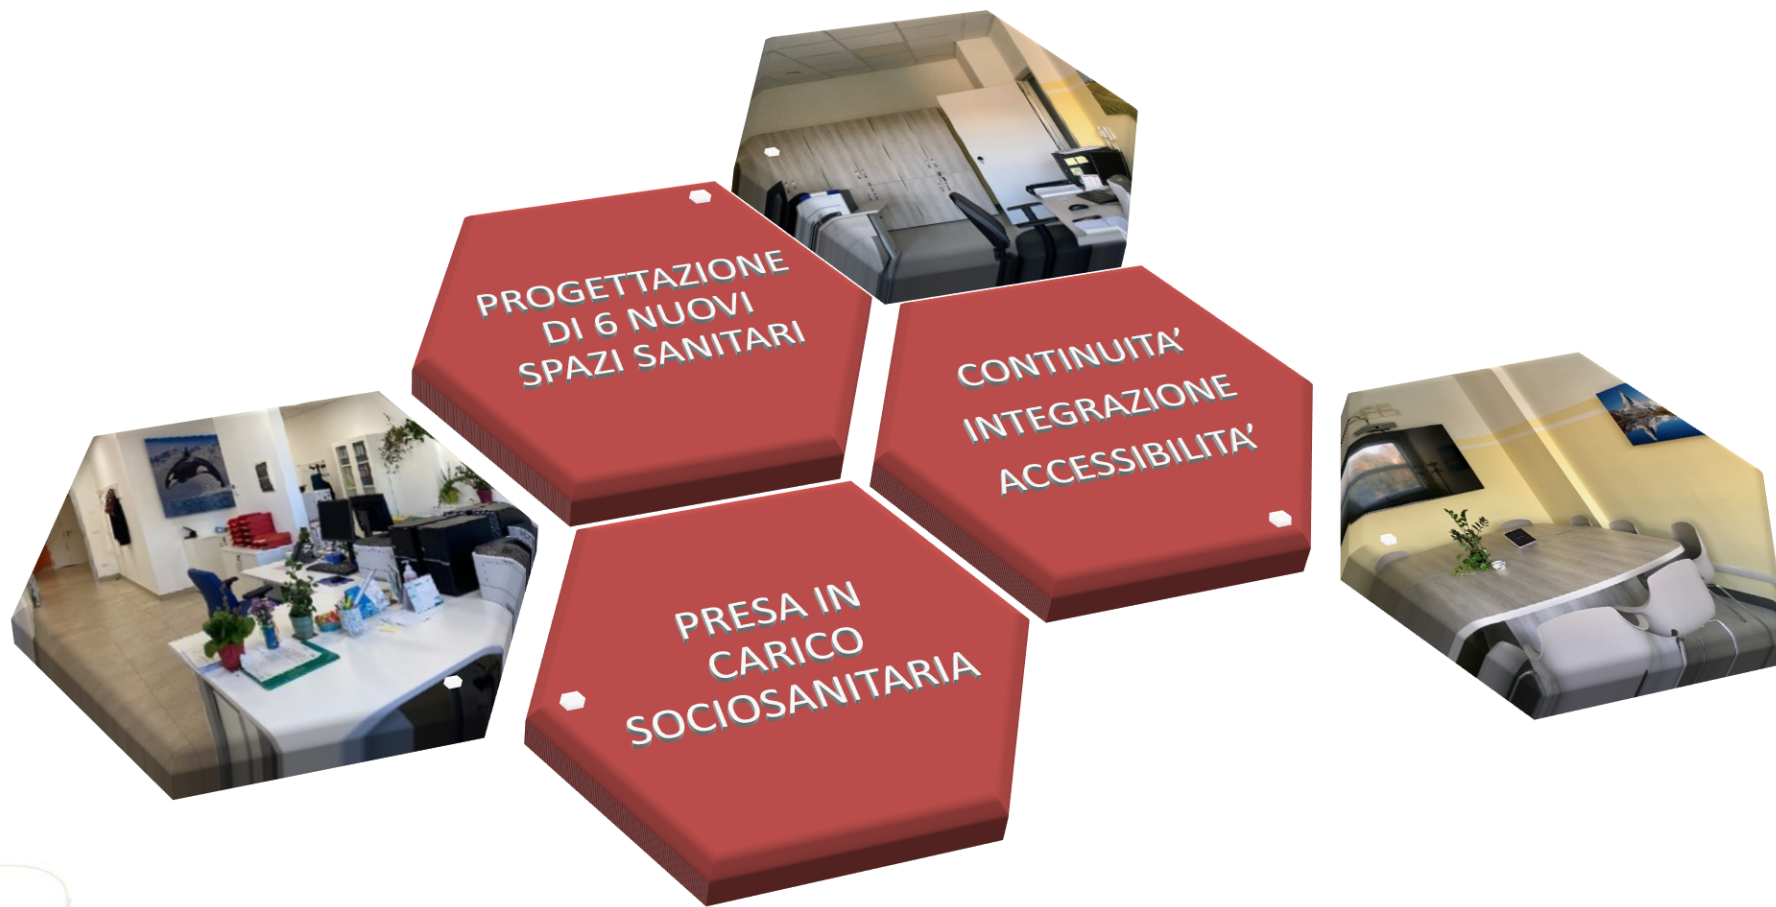 PROGETTAZIONE
DI 6 NUOVI
SPAZI SANITARI
CONTINUITA'
INTEGRAZIONE
ACCESSIBILITA'
PRESA IN
CARICO
SOCIOSANITARIA